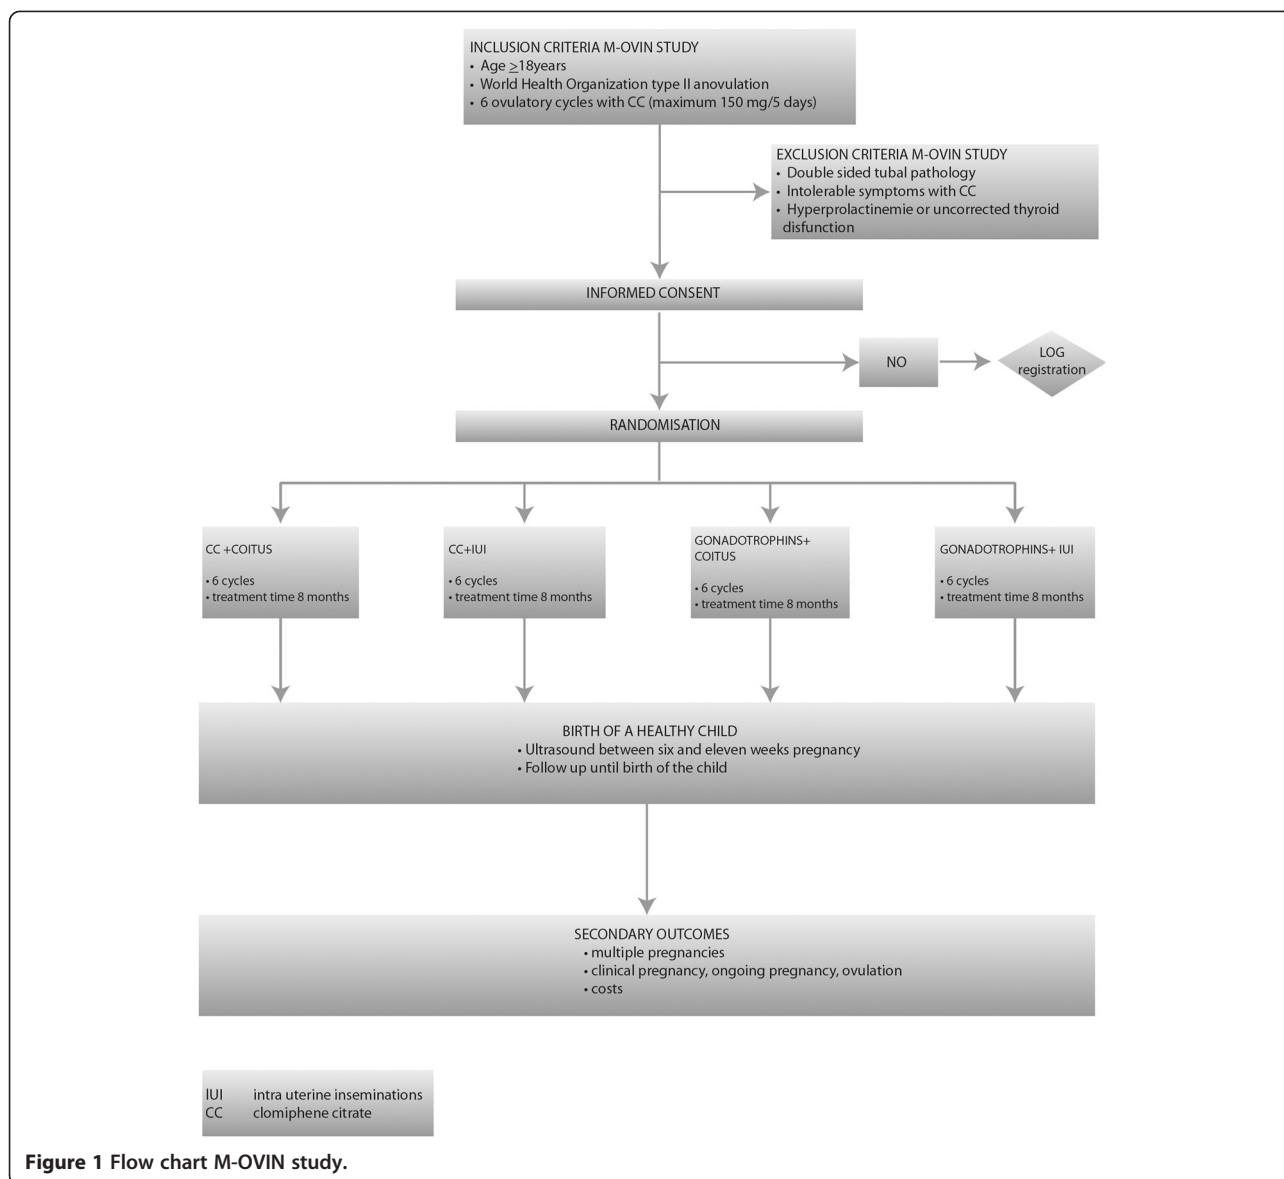 INCLUSION CRITERIA M-OVIN STUDY
• Age ≥18years
• World Health Organization type II anovulation
• 6 ovulatory cycles with CC (maximum 150 mg/5 days)
EXCLUSION CRITERIA M-OVIN STUDY
• Double sided tubal pathology
• Intolerable symptoms with CC
• Hyperprolactinemie or uncorrected thyroid
disfunction
INFORMED CONSENT
NO
LOG
registration
RANDOMISATION
CC +COITUS
• 6 cycles
• treatment time 8 months
CC+IUI
• 6 cycles
• treatment time 8 months
GONADOTROPHINS+
COITUS
• 6 cycles
• treatment time 8 months
GONADOTROPHINS+ IUI
• 6 cycles
• treatment time 8 months
BIRTH OF A HEALTHY CHILD
• Ultrasound between six and eleven weeks pregnancy
• Follow up until birth of the child
SECONDARY OUTCOMES
• multiple pregnancies
• clinical pregnancy, ongoing pregnancy, ovulation
• costs
IUI intra uterine inseminations
CC clomiphene citrate
Figure 1 Flow chart M-OVIN study.